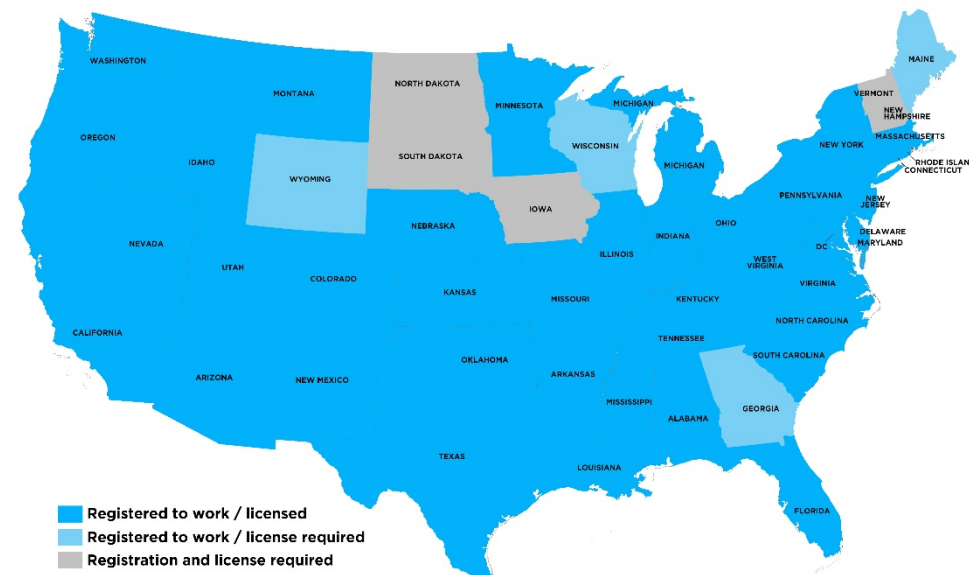 WASHINGTON
MONTANA
NORTH DAKOTA
MINNESOTA
MICHIGAN
MAINE
VERMONT
NEW
HAMPSHIRE
MASSACHUSETTS
RHODE ISLAN
CONNECTICUT
NEW YORK
OREGON
IDAHO
WYOMING
SOUTH DAKOTA
WISCONSIN
MICHIGAN
IOWA
NEBRASKA
PENNSYLVANIA
NEW
JERSEY
OHIO
INDIANA
ILLINOIS
DELAWARE
MARYLAND
DC
WEST
VIRGINIA
VIRGINIA
NEVADA
UTAH
COLORADO
KANSAS
MISSOURI
KENTUCKY
NORTH CAROLINA
CALIFORNIA
TENNESSEE
SOUTH CAROLINA
ARIZONA
NEW MEXICO
OKLAHOMA
ARKANSAS
MISSISSIPPI
ALABAMA
GEORGIA
TEXAS
LOUISIANA
FLORIDA
Registered to work / licensed
Registered to work / license required
Registration and license required